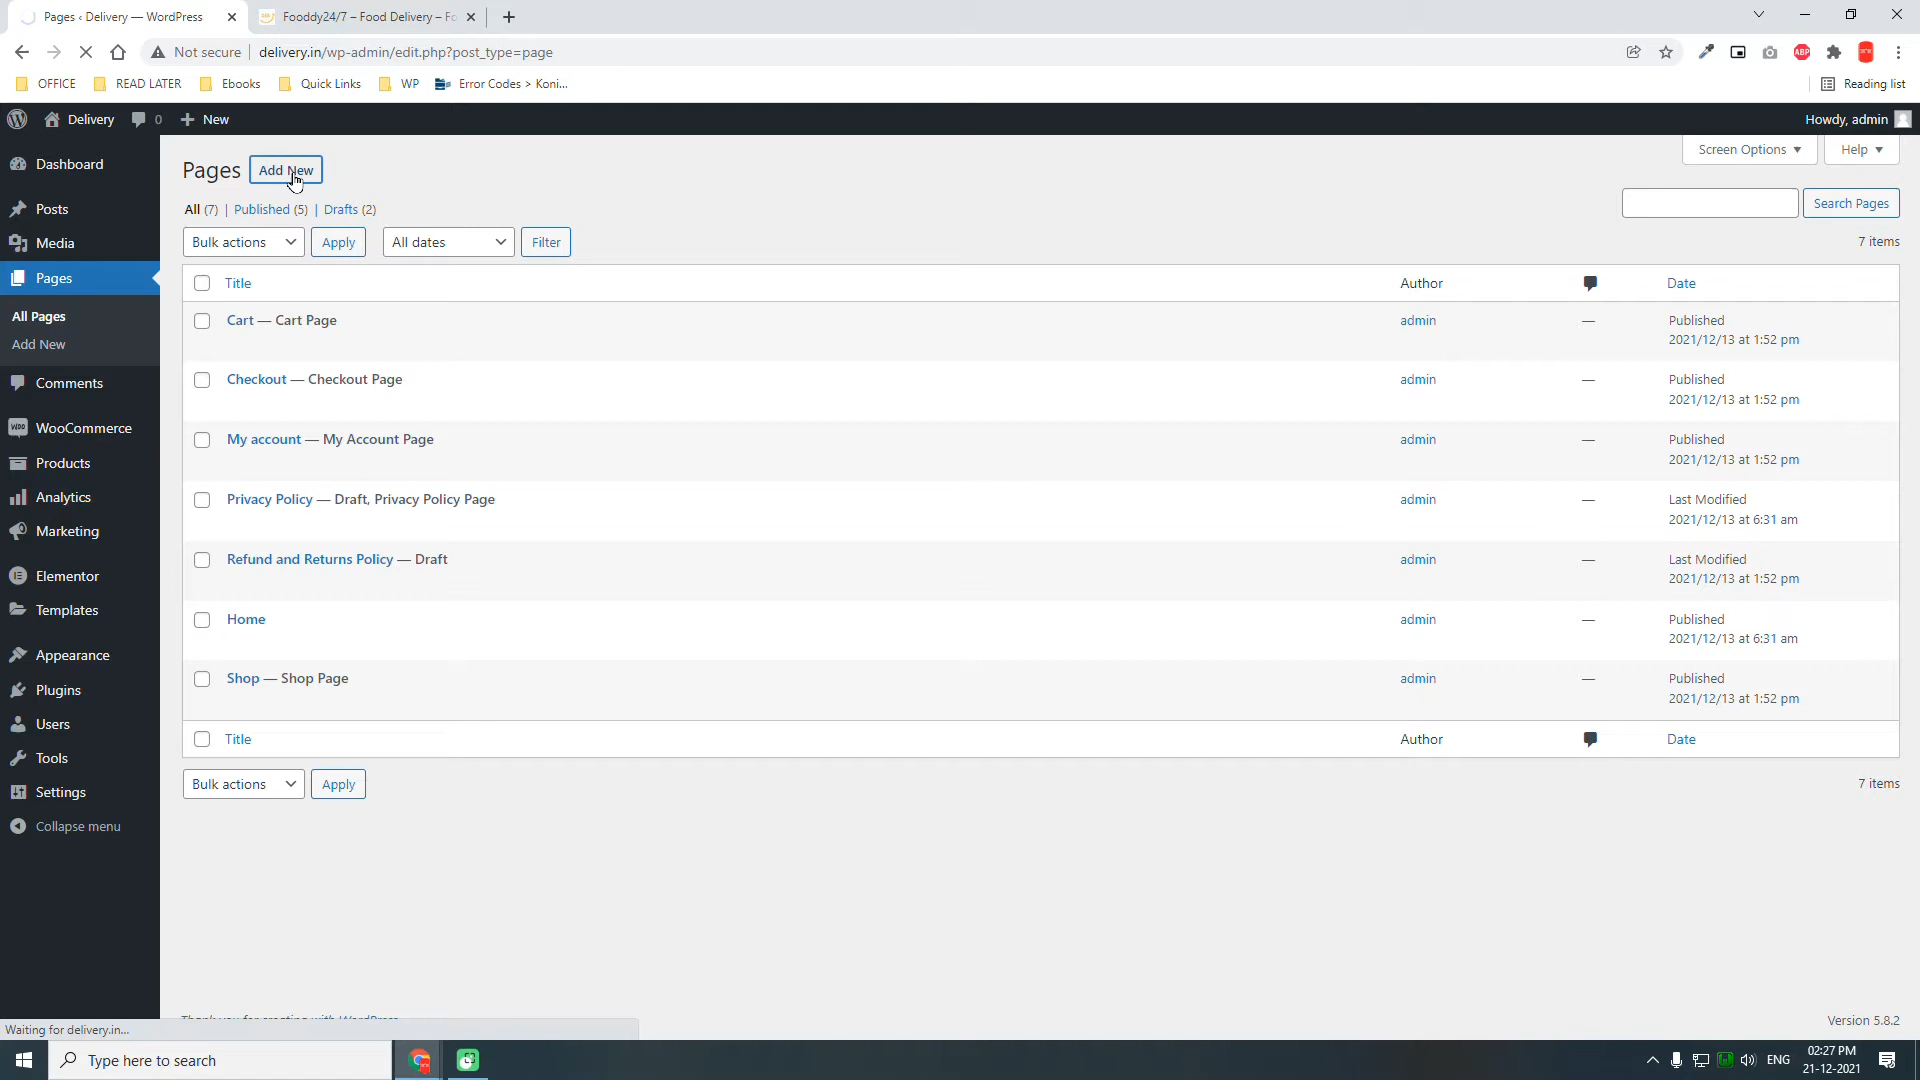 Pages ‹ Delivery — WordPress
Fooddy24/7 – Food Delivery – Fo
Not secure
delivery.in/wp-admin/edit.php?post_type=page
OFFICE
READ LATER
Ebooks
Quick Links
WP
Error Codes > Koni...
Reading list
Delivery
0
New
Howdy, admin
Dashboard
Posts
Media
Pages
All Pages
Add New
Comments
WooCommerce
Products
Analytics
Marketing
Elementor
Templates
Appearance
Plugins
Users
Tools
Settings
Collapse menu
Pages
Add New
Screen Options
Help
All (7) | Published (5) | Drafts (2)
Search Pages
Bulk actions
Apply
All dates
Filter
7 items
Title
Author
Date
Cart — Cart Page
admin
—
Published
2021/12/13 at 1:52 pm
Checkout — Checkout Page
admin
—
Published
2021/12/13 at 1:52 pm
My account — My Account Page
admin
—
Published
2021/12/13 at 1:52 pm
Privacy Policy — Draft, Privacy Policy Page
admin
—
Last Modified
2021/12/13 at 6:31 am
Refund and Returns Policy — Draft
admin
—
Last Modified
2021/12/13 at 1:52 pm
Home
admin
—
Published
2021/12/13 at 6:31 am
Shop — Shop Page
admin
—
Published
2021/12/13 at 1:52 pm
Title
Author
Date
Bulk actions
Apply
7 items
Thank you for creating with WordPress
Version 5.8.2
Waiting for delivery.in...
Type here to search
ENG
02:27 PM
21-12-2021